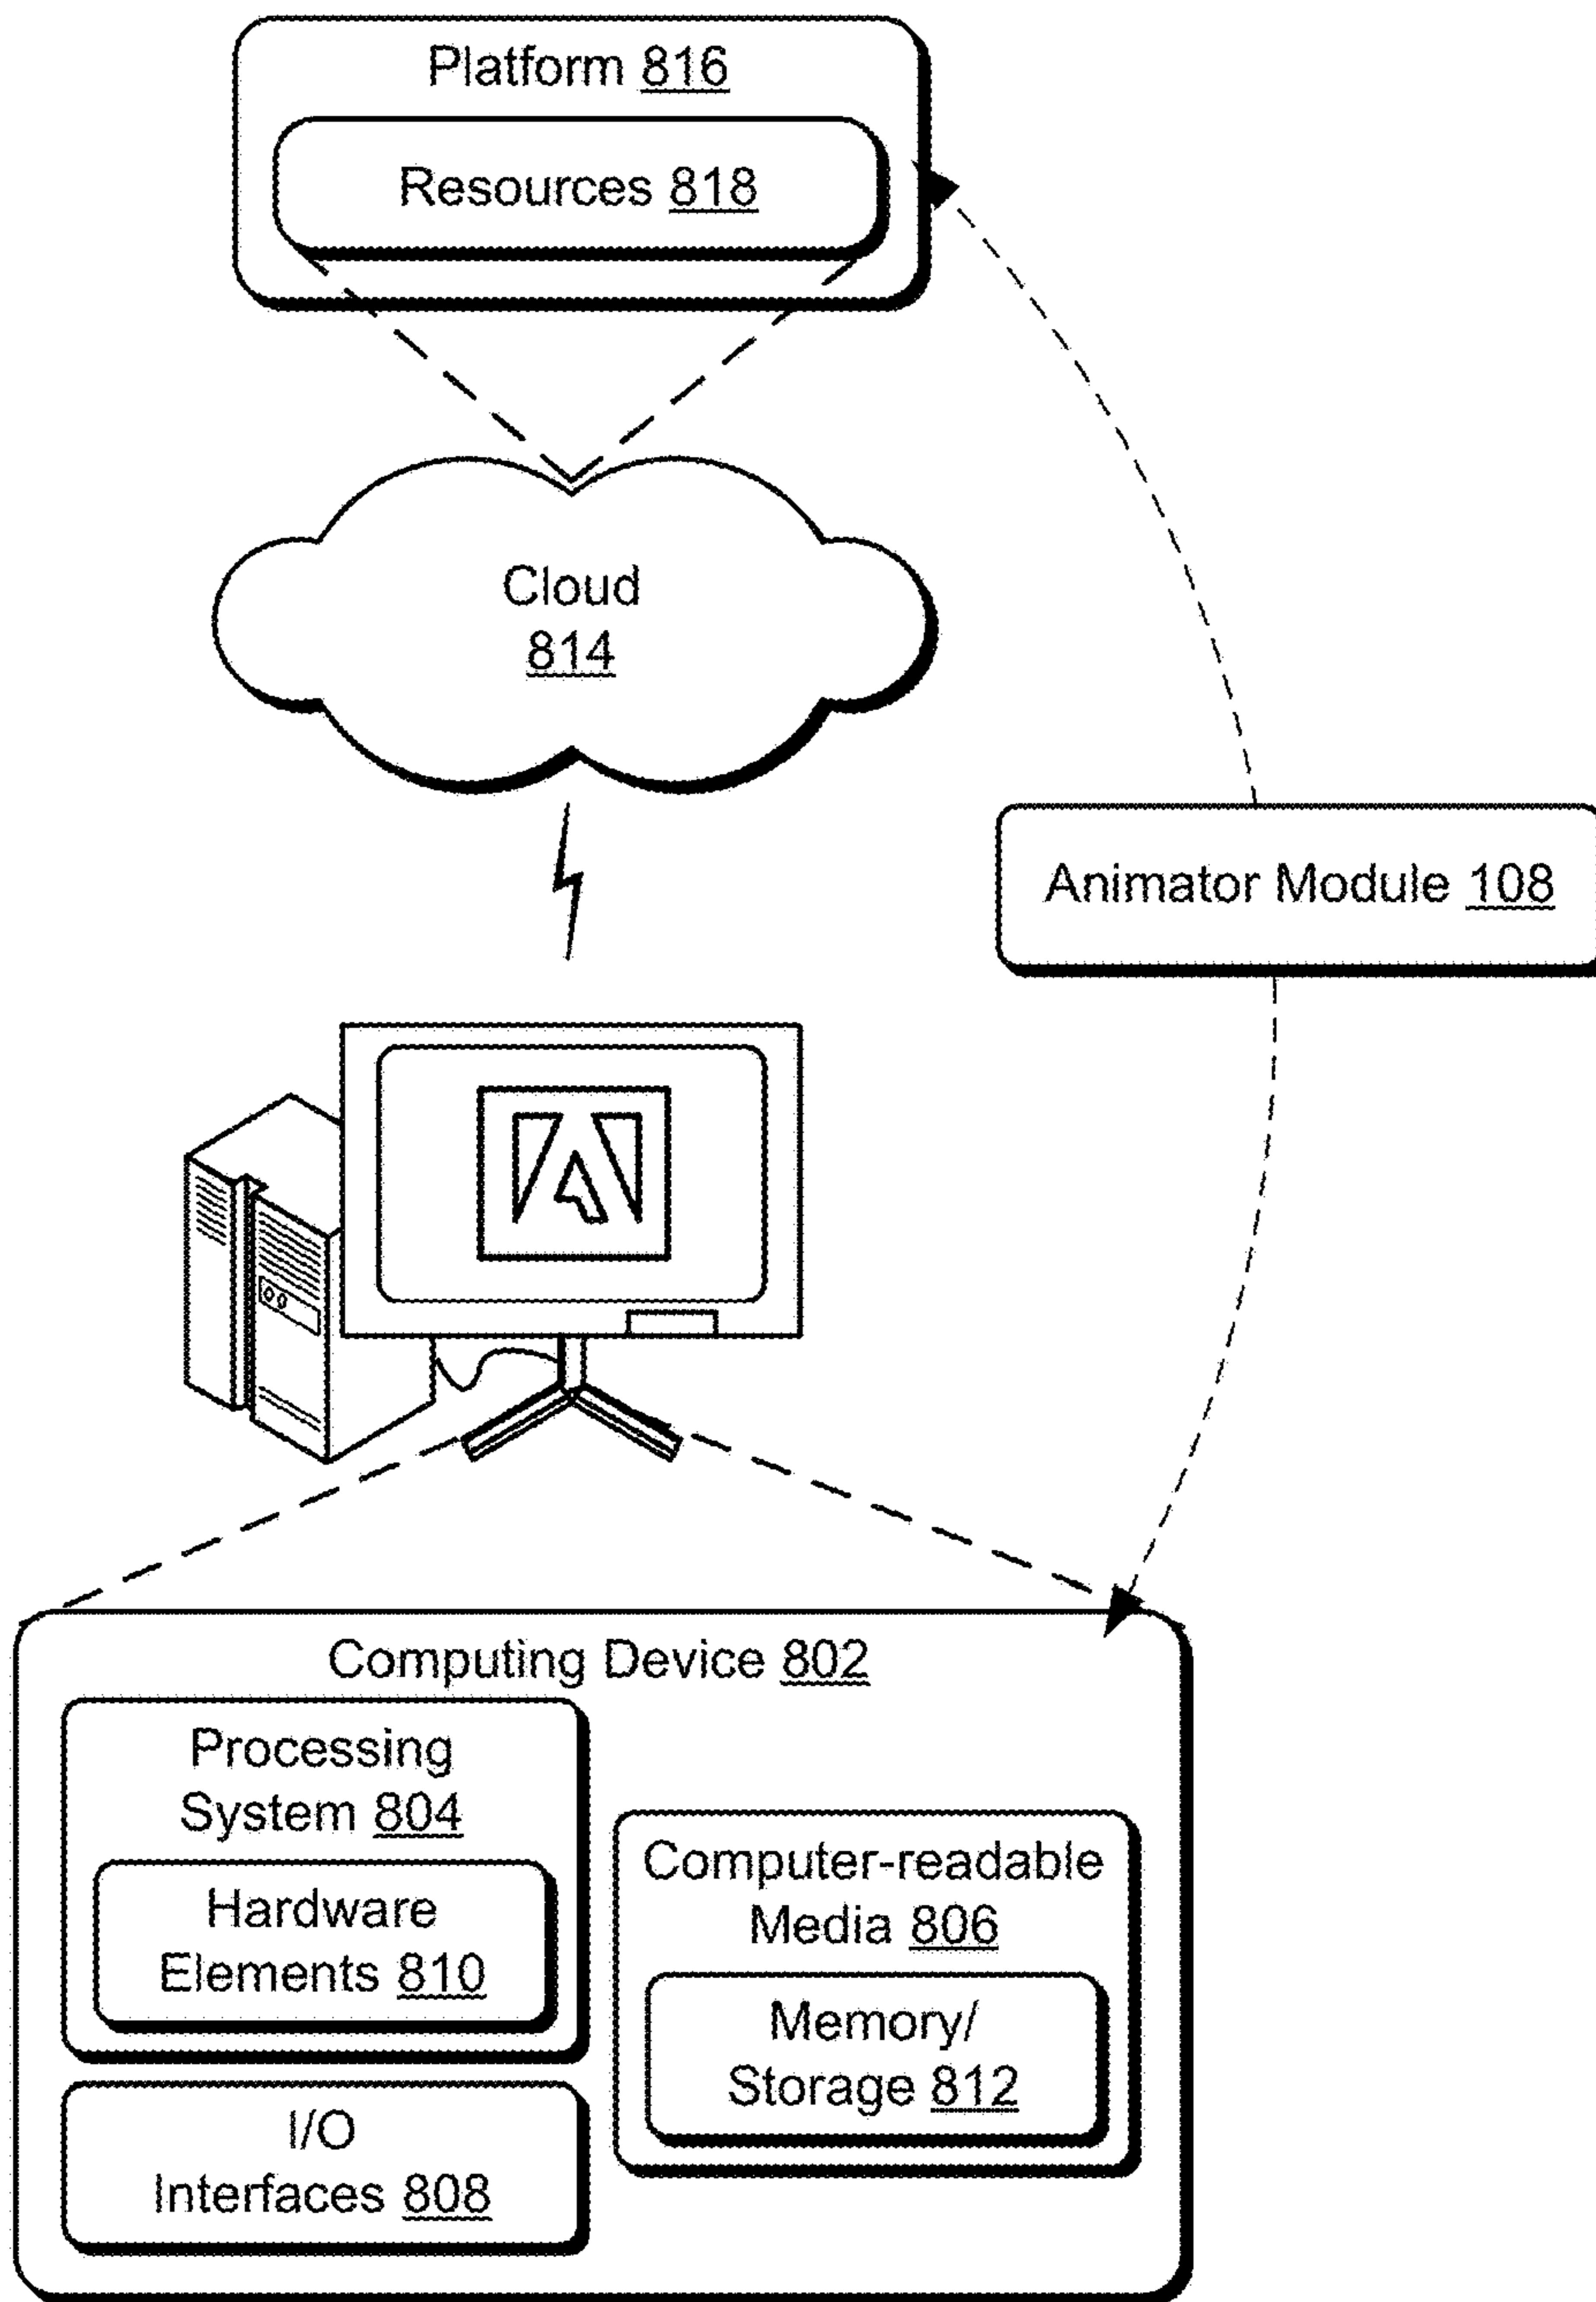 Platform 816
Resources 818
Cloud
814
Animator Module 108
Computing Device 802
Processing
System 804
Hardware
Elements 810
I/O
Interfaces 808
Computer-readable
Media 806
Memory/
Storage 812